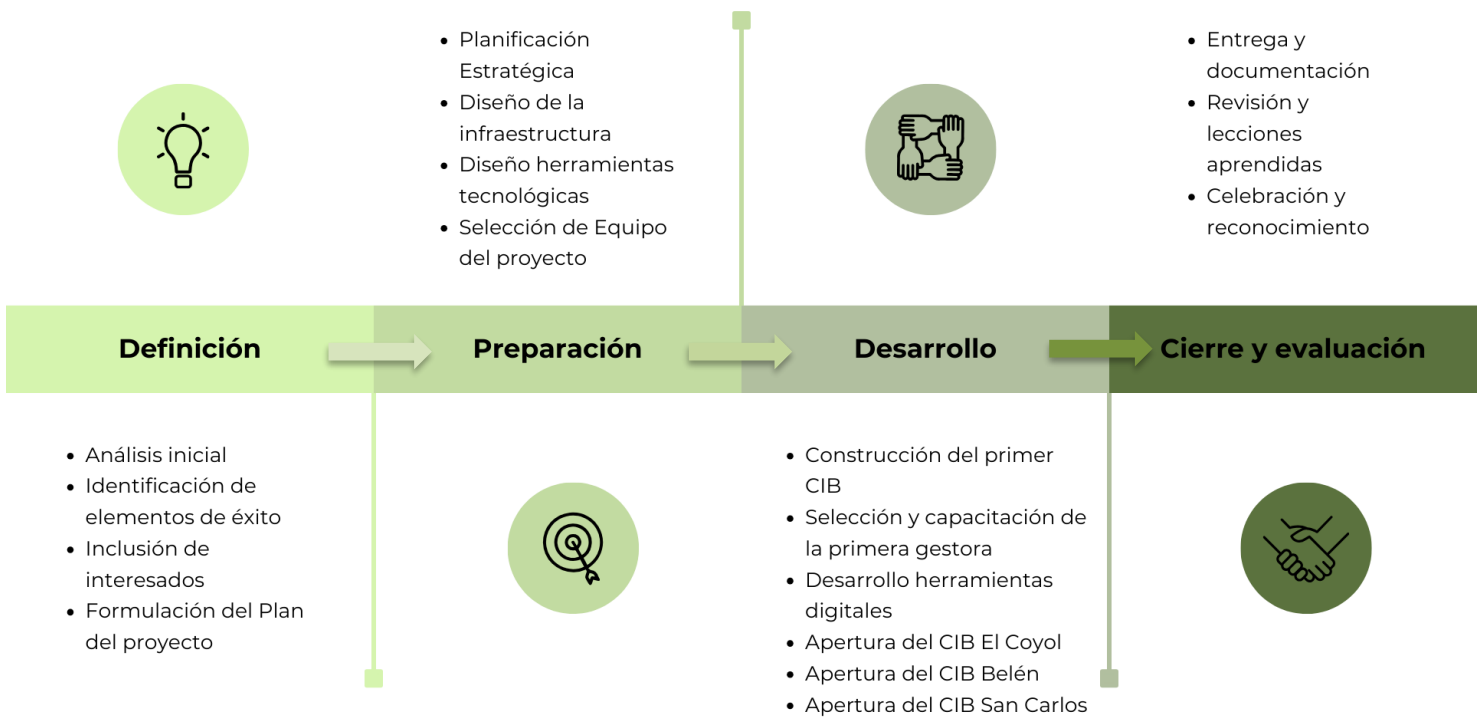 • Planificación
Estratégica
• Diseño de la
infraestructura
• Diseño herramientas
tecnológicas
• Selección de Equipo
del proyecto
• Entrega y
documentación
• Revisión y
lecciones
aprendidas
• Celebración y
reconocimiento
Definición
Preparación
Desarrollo
Cierre y evaluación
• Análisis inicial
• Identificación de
elementos de éxito
• Inclusión de
interesados
• Formulación del Plan
del proyecto
• Construcción del primer
CIB
• Selección y capacitación de
la primera gestora
• Desarrollo herramientas
digitales
• Apertura del CIB El Coyol
• Apertura del CIB Belén
• Apertura del CIB San Carlos